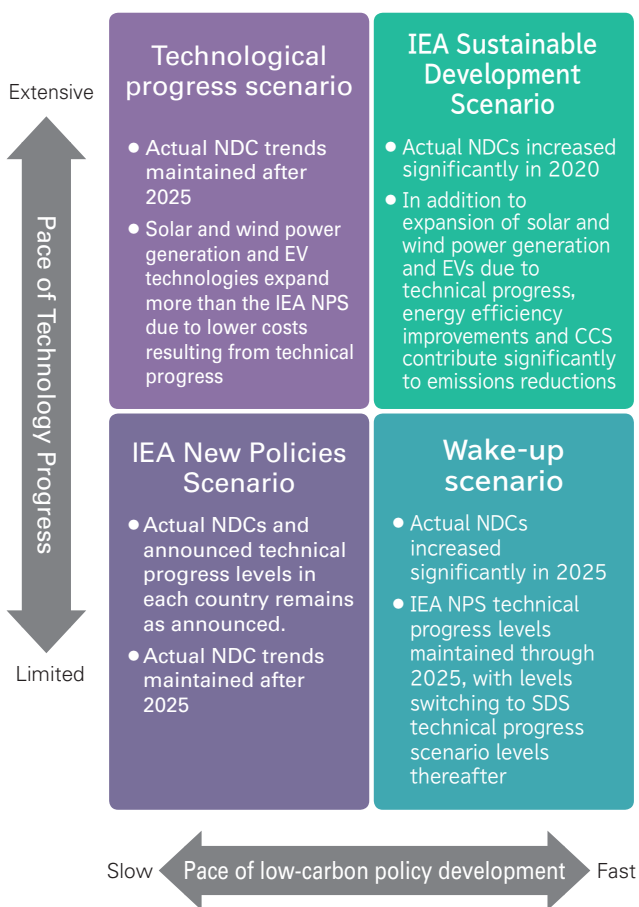 Extensive
Pace of Technology Progress
Limited
Technological
progress scenario
● Actual NDC trends
maintained after
2025
● Solar and wind power
generation and EV
technologies expand
more than the IEA NPS
due to lower costs
resulting from technical
progress
IEA Sustainable
Development
Scenario
● Actual NDCs increased
significantly in 2020
● In addition to
expansion of solar and
wind power generation
and EVs due to
technical progress,
energy efficiency
improvements and CCS
contribute significantly
to emissions reductions
IEA New Policies
Scenario
● Actual NDCs and
announced technical
progress levels in
each country remains
as announced.
● Actual NDC trends
maintained after
2025
Wake-up
scenario
● Actual NDCs
increased
significantly in 2025
● IEA NPS technical
progress levels
maintained through
2025, with levels
switching to SDS
technical progress
scenario levels
thereafter
Slow
Pace of low-carbon policy development
Fast